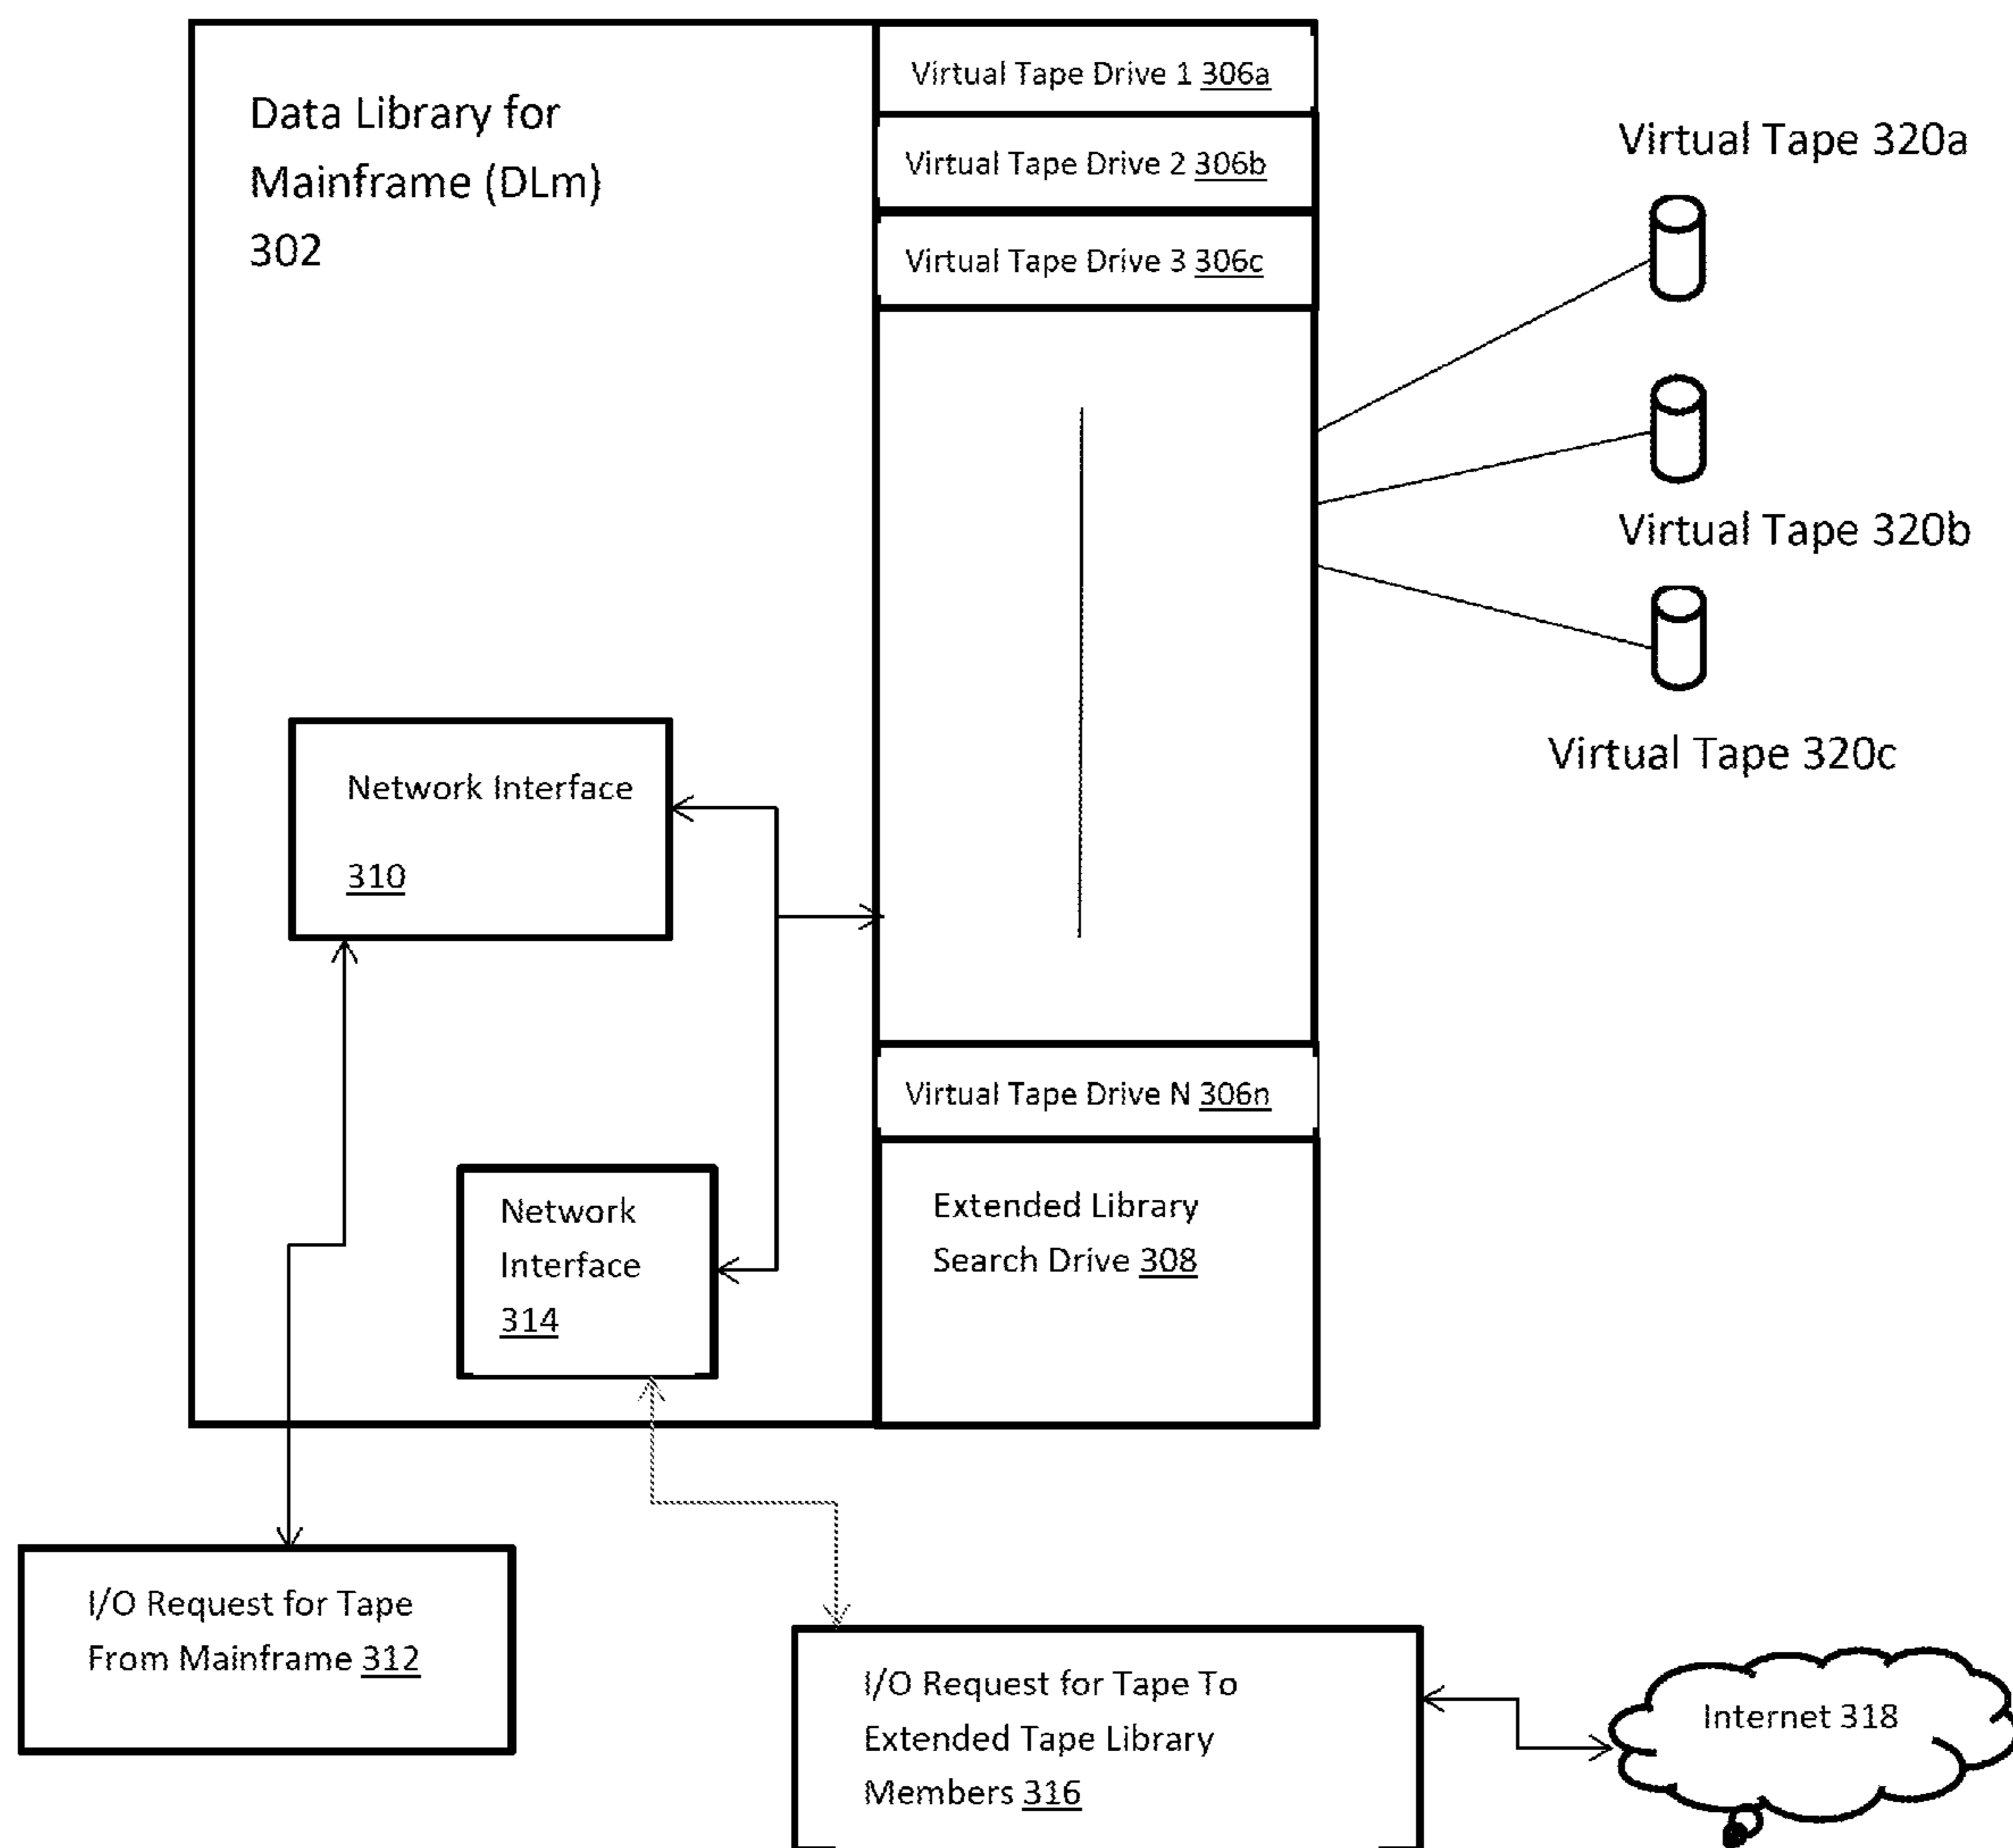 Data Library for
Mainframe (DLm)
302
Virtual Tape Drive 1 306a
Virtual Tape Drive 2 306b
Virtual Tape Drive 3 306c
Virtual Tape 320a
Virtual Tape 320b
Virtual Tape 320c
Network Interface
310
Virtual Tape Drive N 306n
Network
Interface
314
Extended Library
Search Drive 308
I/O Request for Tape
From Mainframe 312
I/O Request for Tape To
Extended Tape Library
Members 316
Internet 318